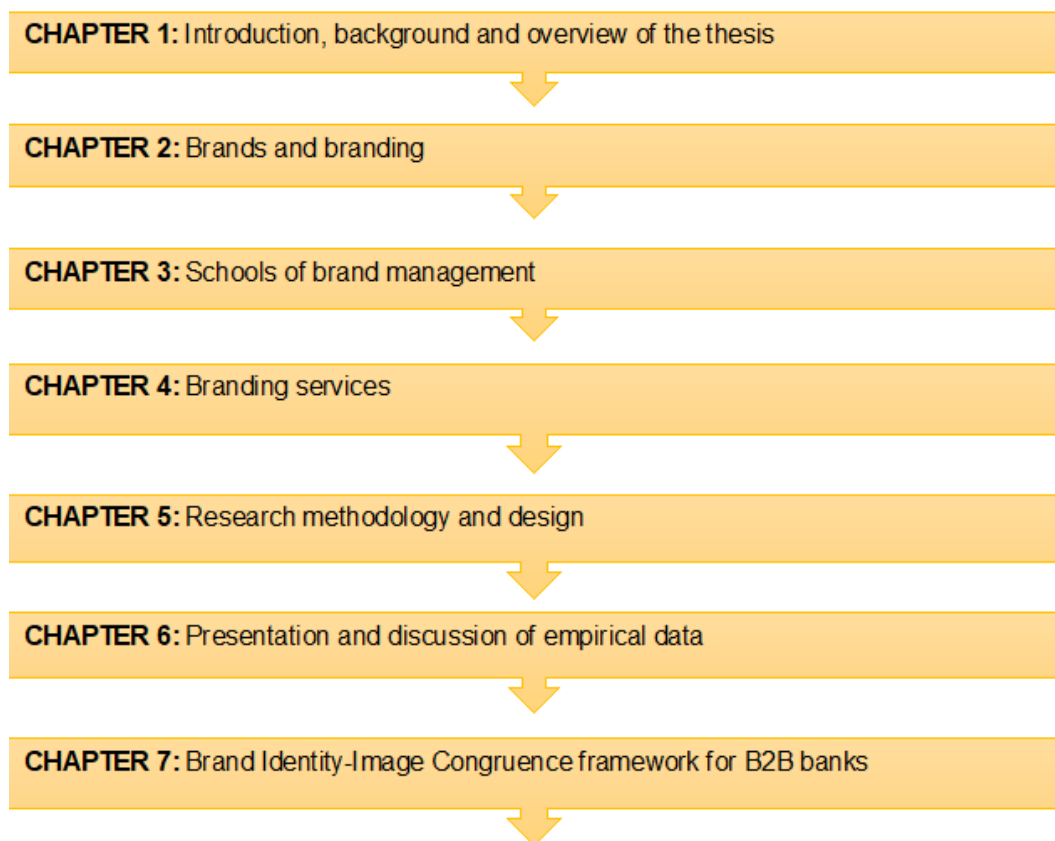 CHAPTER 1: Introduction, background and overview of the thesis
CHAPTER 2: Brands and branding
CHAPTER 3: Schools of brand management
CHAPTER 4: Branding services
CHAPTER 5: Research methodology and design
CHAPTER 6: Presentation and discussion of empirical data
CHAPTER 7: Brand Identity-Image Congruence framework for B2B banks